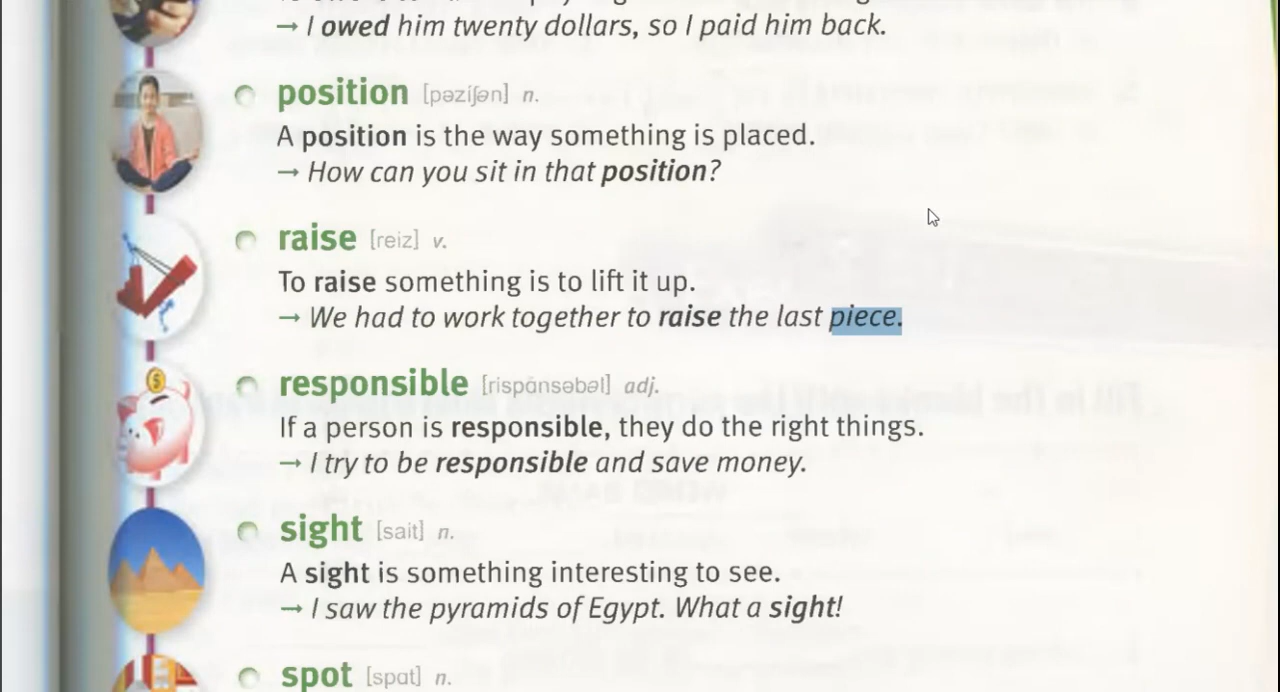 → I owed him twenty dollars, so I paid him back.
position [pəziʃən] n.
A position is the way something is placed.
→ How can you sit in that position?
raise [reiz] v.
To raise something is to lift it up.
→ We had to work together to raise the last piece.
responsible [rispánsəbəl] adj.
If a person is responsible, they do the right things.
→ I try to be responsible and save money.
sight [sait] n.
A sight is something interesting to see.
→ I saw the pyramids of Egypt. What a sight!
spot [spɑt] n.